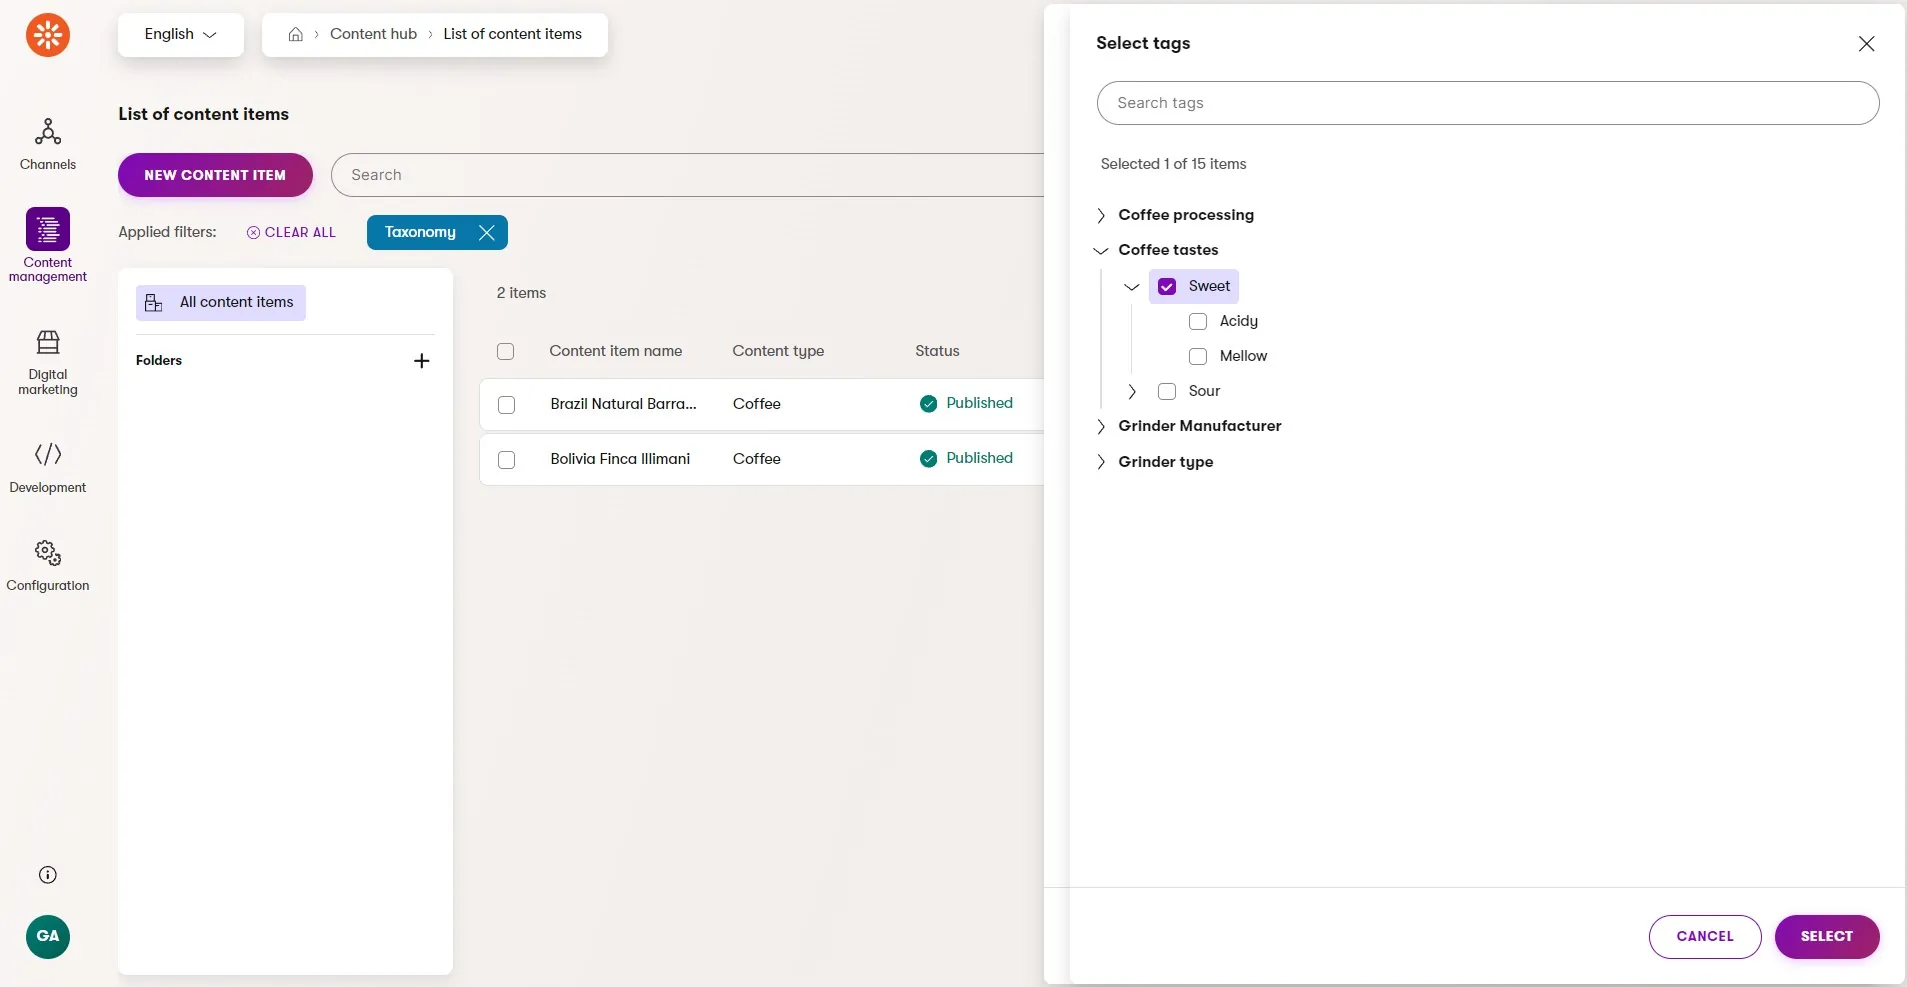 English
Content hub
List of content items
Channels
Content
management
Digital
marketing
Development
Configuration
GA
List of content items
NEW CONTENT ITEM
Search
Applied filters:
CLEAR ALL
Taxonomy
All content items
Folders
2 items
Content item name
Content type
Status
Brazil Natural Barra...
Coffee
Published
Bolivia Finca Illimani
Coffee
Published
Select tags
Search tags
Selected 1 of 15 items
Coffee processing
Coffee tastes
Sweet
Acidy
Mellow
Sour
Grinder Manufacturer
Grinder type
CANCEL
SELECT